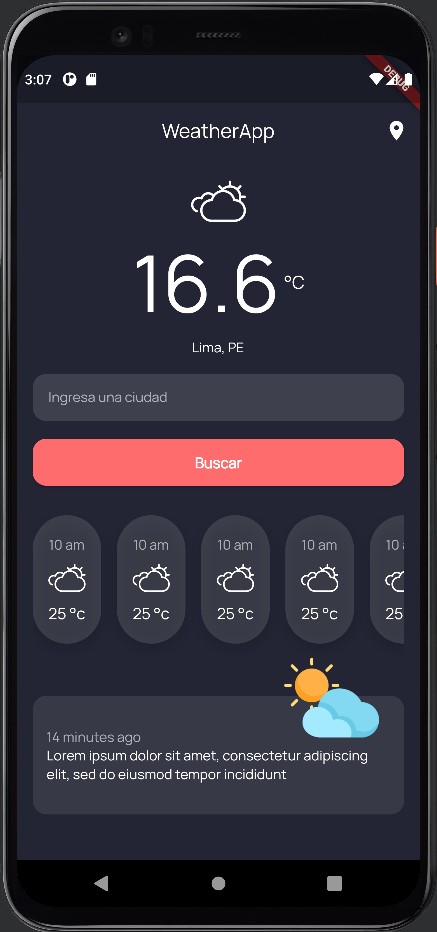 3:07
DEBUG
WeatherApp
16.6 °C
Lima, PE
Ingresa una ciudad
Buscar
10 am 10 am 10 am 10 am 10
25 °c 25 °c 25 °c 25 °c 25
14 minutes ago
Lorem ipsum dolor sit amet, consectetur adipiscing
elit, sed do eiusmod tempor incididunt